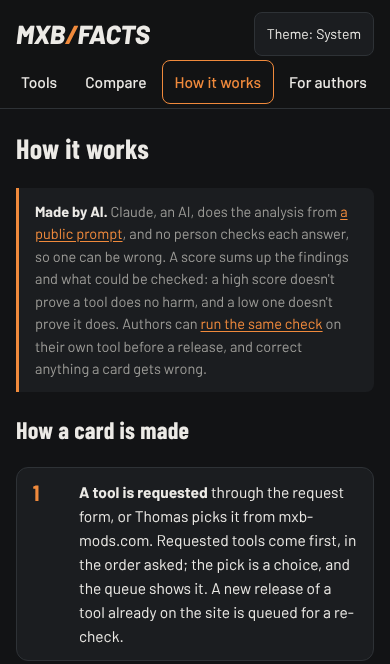 MXB/FACTS
Theme: System
Tools
Compare
How it works
For authors
How it works
Made by AI. Claude, an AI, does the analysis from a
public prompt, and no person checks each answer,
so one can be wrong. A score sums up the findings
and what could be checked: a high score doesn't
prove a tool does no harm, and a low one doesn't
prove it does. Authors can run the same check on
their own tool before a release, and correct
anything a card gets wrong.
How a card is made
1
A tool is requested through the request
form, or Thomas picks it from mxb-
mods.com. Requested tools come first, in
the order asked; the pick is a choice, and
the queue shows it. A new release of a
tool already on the site is queued for a re-
check.